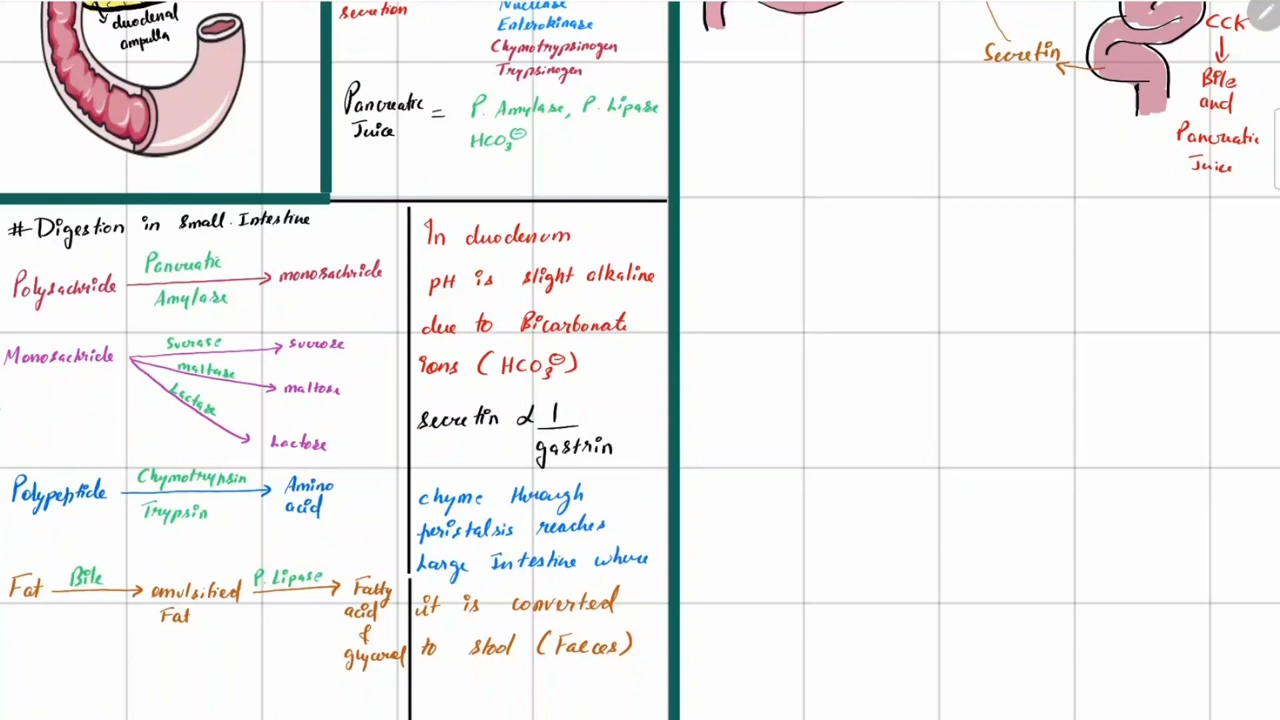 duodenal
ampulla
secretion
Nuclease
Enterokinase
Chymotrypsinogen
Trypsinogen
Pancreatic
Juice
=
P. Amylase, P. Lipase
HCO3⊖
Secretin
CCK
↓
Bile
and
Pancreatic
Juice
# Digestion in Small Intestine
Polysachride
Pancreatic
Amylase
monosachride
Monosachride
Sucrase
sucrose
maltase
maltose
Lactase
Lactose
Polypeptide
Chymotrypsin
Trypsin
Amino
acid
Fat
Bile
emulsified
Fat
P. Lipase
Fatty
acid
&
glycerol
In duodenum
pH is slight alkaline
due to Bicarbonate
ions (HCO3⊖)
secretin ∝ 1
gastrin
chyme through
peristalsis reaches
Large Intestine where
it is converted
to stool (Faeces)